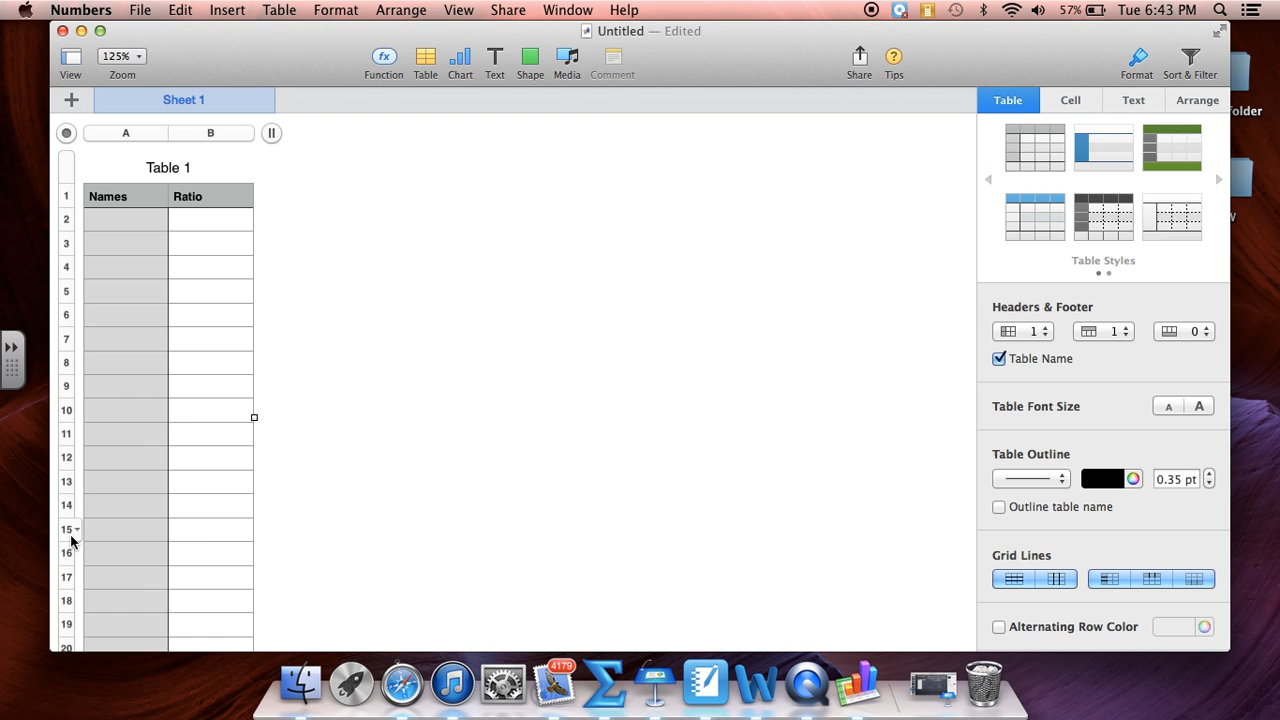 Numbers File Edit Insert Table Format Arrange View Share Window Help 57% Tue 6:43 PM
Untitled — Edited
125%
View Zoom Function Table Chart Text Shape Media Comment Share Tips Format Sort & Filter
fx
?
+ Sheet 1 Table Cell Text Arrange
A B
Table 1
1 Names Ratio
2
3
4
5
6
7
8
9
10
11
12
13
14
15
16
17
18
19
20
Table Styles
Headers & Footer
1 1 0
Table Name
Table Font Size A A
Table Outline
0.35 pt
Outline table name
Grid Lines
Alternating Row Color
older
W
4179